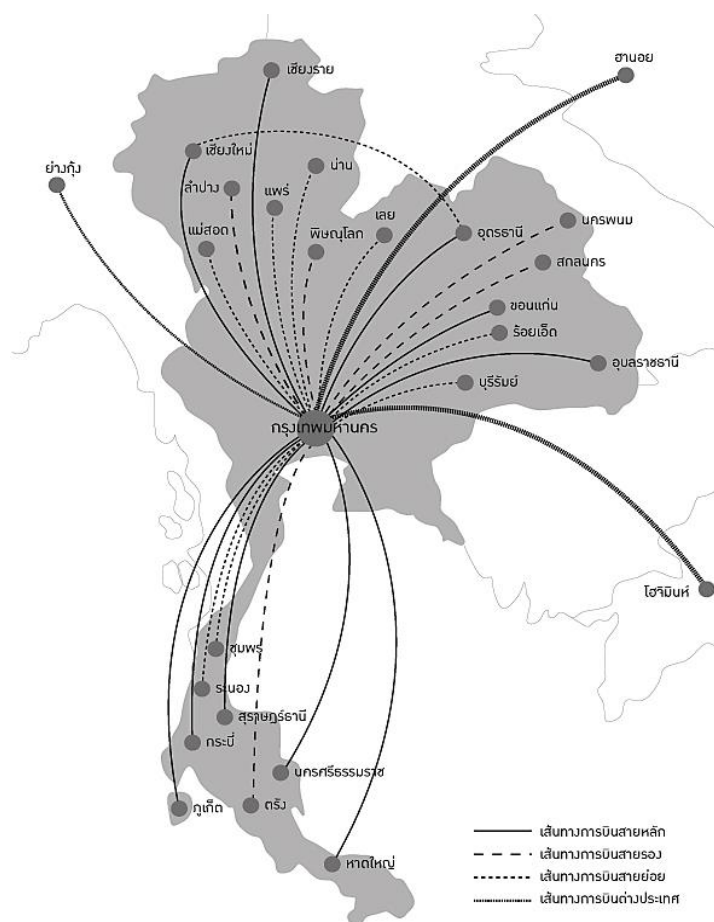 เชียงราย
ฮานอย
เชียงใหม่
น่าน
ย่างกุ้ง
ลำปาง
แพร่
เลย
นครพนม
แม่สอด
พิษณุโลก
อุดรธานี
สกลนคร
ขอนแก่น
ร้อยเอ็ด
อุบลราชธานี
บุรีรัมย์
กรุงเทพมหานคร
โฮจิมินห์
ชุมพร
ระนอง
สุราษฎร์ธานี
กระบี่
นครศรีธรรมราช
ภูเก็ต
ตรัง
หาดใหญ่
เส้นทางการบินสายหลัก
เส้นทางการบินสายรอง
เส้นทางการบินสายย่อย
เส้นทางการบินต่างประเทศ